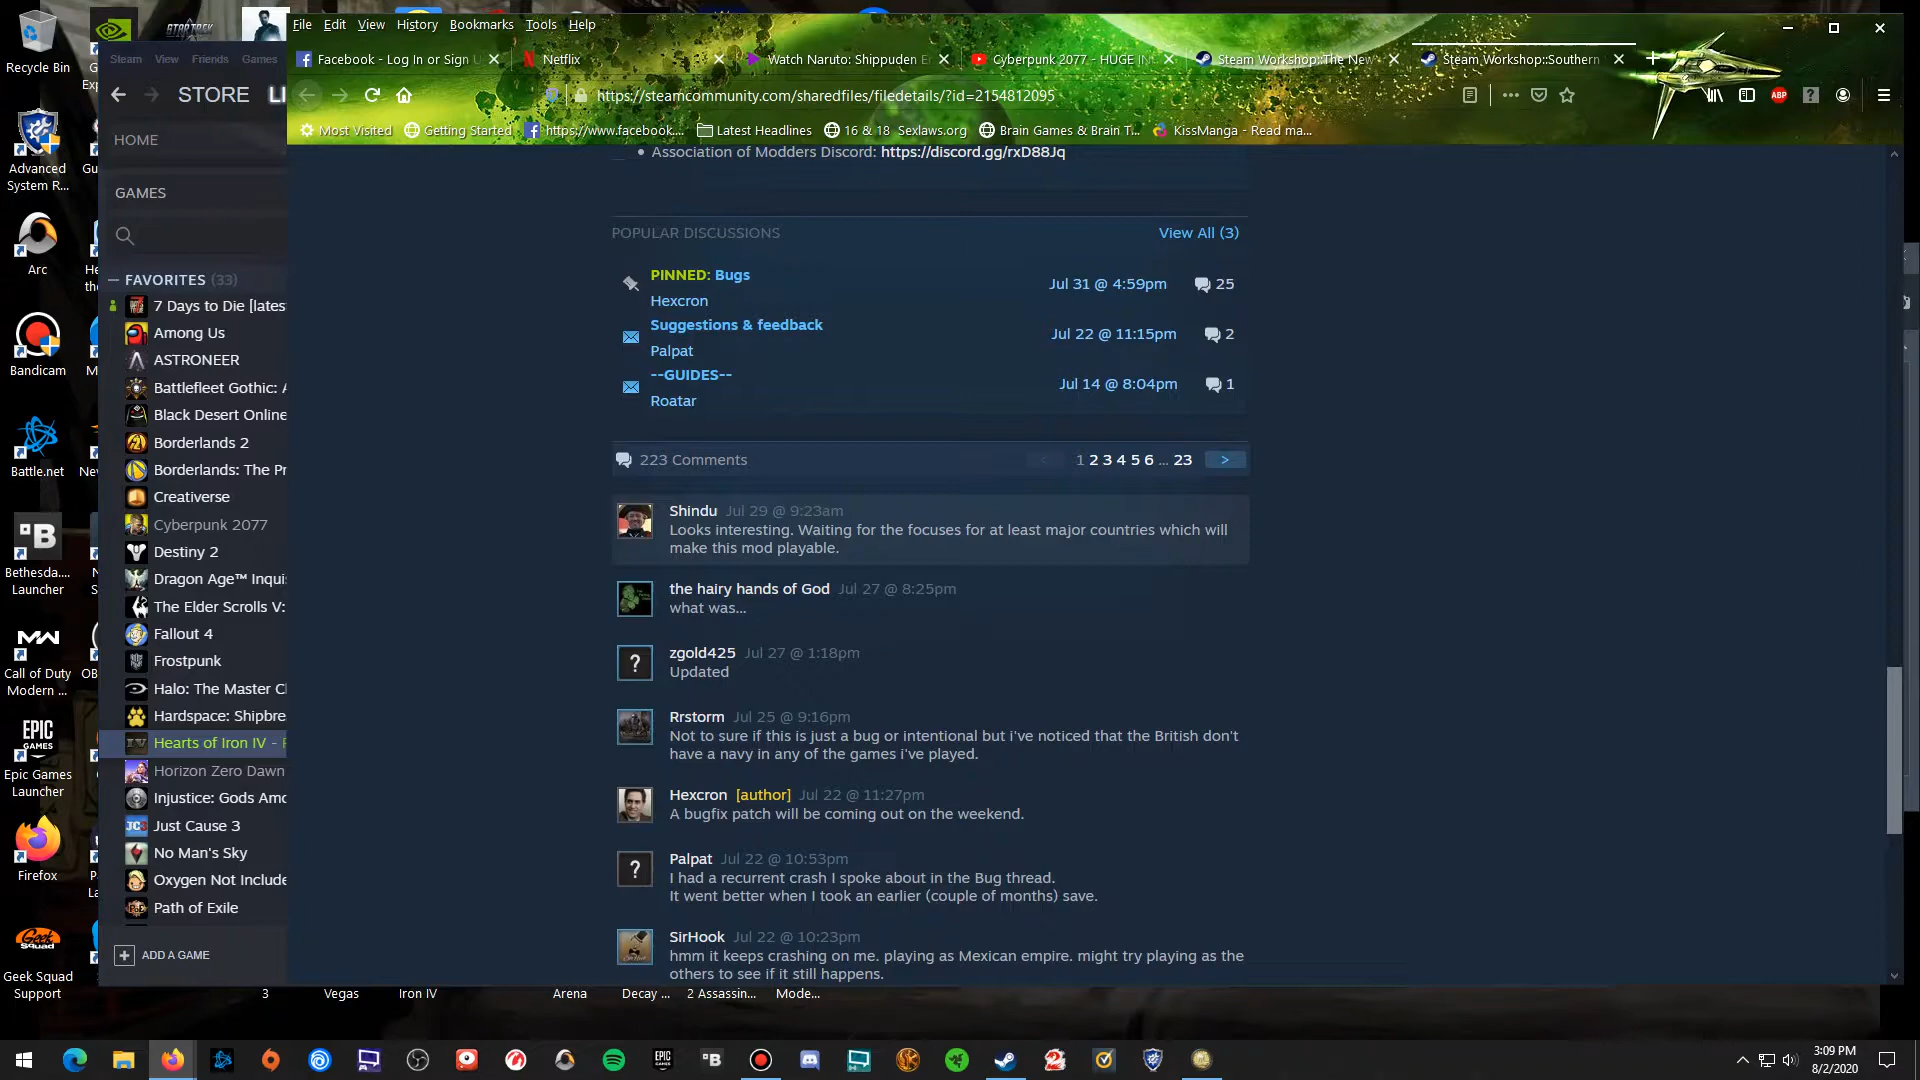 File Edit View History Bookmarks Tools Help
Facebook - Log In or Sign U
Netflix
Watch Naruto: Shippuden E
Cyberpunk 2077 - HUGE IN
Steam Workshop::The New
Steam Workshop::Southern
https://steamcommunity.com/sharedfiles/filedetails/?id=2154812095
ABP
Most Visited
Getting Started
https://www.facebook....
Latest Headlines
16 & 18 Sexlaws.org
Brain Games & Brain T...
KissManga - Read ma...
Recycle Bin
Advanced
System R...
Arc
Bandicam
Battle.net
Bethesda....
Launcher
Call of Duty
Modern ...
Epic Games
Launcher
Firefox
Geek Squad
Support
Steam View Friends Games
STORE LI
HOME
GAMES
FAVORITES (33)
7 Days to Die [lates
Among Us
ASTRONEER
Battlefleet Gothic: A
Black Desert Online
Borderlands 2
Borderlands: The Pr
Creativerse
Cyberpunk 2077
Destiny 2
Dragon Age™ Inqui
The Elder Scrolls V:
Fallout 4
Frostpunk
Halo: The Master C
Hardspace: Shipbre
Hearts of Iron IV -
Horizon Zero Dawn
Injustice: Gods Amo
Just Cause 3
No Man's Sky
Oxygen Not Include
Path of Exile
ADD A GAME
Association of Modders Discord: https://discord.gg/rxD88Jq
POPULAR DISCUSSIONS
View All (3)
PINNED: Bugs
Hexcron
Jul 31 @ 4:59pm 25
Suggestions & feedback
Palpat
Jul 22 @ 11:15pm 2
--GUIDES--
Roatar
Jul 14 @ 8:04pm 1
223 Comments
< 1 2 3 4 5 6 ... 23 >
Shindu Jul 29 @ 9:23am
Looks interesting. Waiting for the focuses for at least major countries which will
make this mod playable.
the hairy hands of God Jul 27 @ 8:25pm
what was...
zgold425 Jul 27 @ 1:18pm
Updated
Rrstorm Jul 25 @ 9:16pm
Not to sure if this is just a bug or intentional but i've noticed that the British don't
have a navy in any of the games i've played.
Hexcron [author] Jul 22 @ 11:27pm
A bugfix patch will be coming out on the weekend.
Palpat Jul 22 @ 10:53pm
I had a recurrent crash I spoke about in the Bug thread.
It went better when I took an earlier (couple of months) save.
SirHook Jul 22 @ 10:23pm
hmm it keeps crashing on me. playing as Mexican empire. might try playing as the
others to see if it still happens.
3
Vegas
Iron IV
Arena
Decay ...
2 Assassin...
Mode...
3:09 PM
8/2/2020